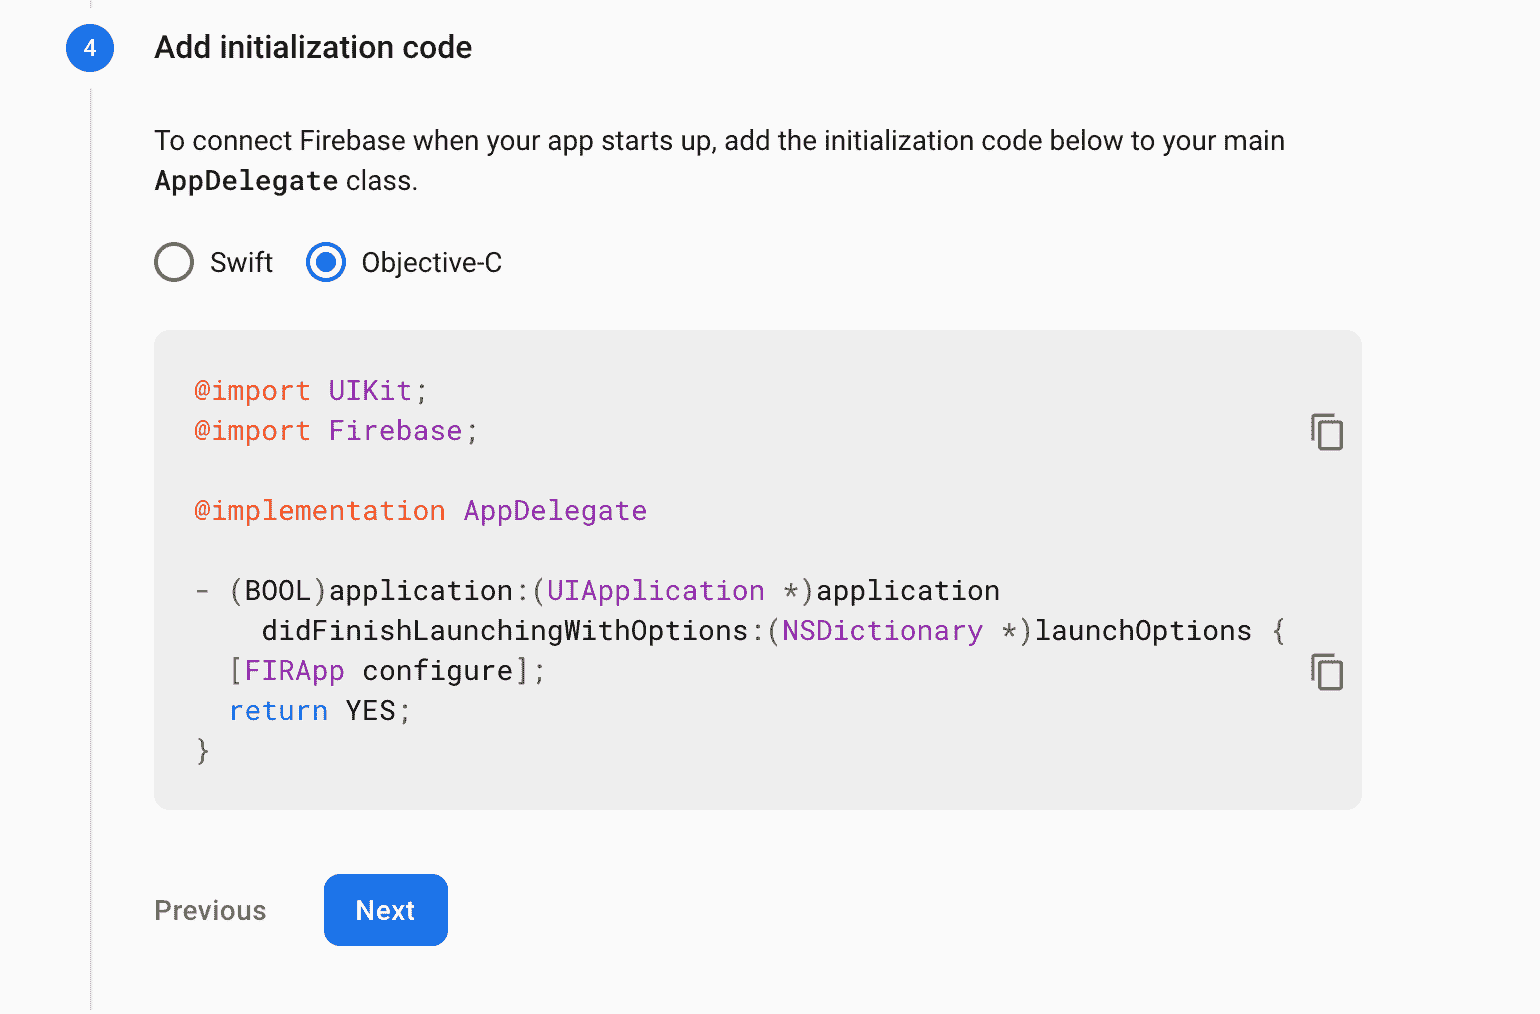 4
Add initialization code
To connect Firebase when your app starts up, add the initialization code below to your main
AppDelegate class.
Swift
Objective-C
@import UIKit;
@import Firebase;
@implementation AppDelegate
- (BOOL)application:(UIApplication *)application
    didFinishLaunchingWithOptions:(NSDictionary *)launchOptions {
  [FIRApp configure];
  return YES;
}
Previous
Next